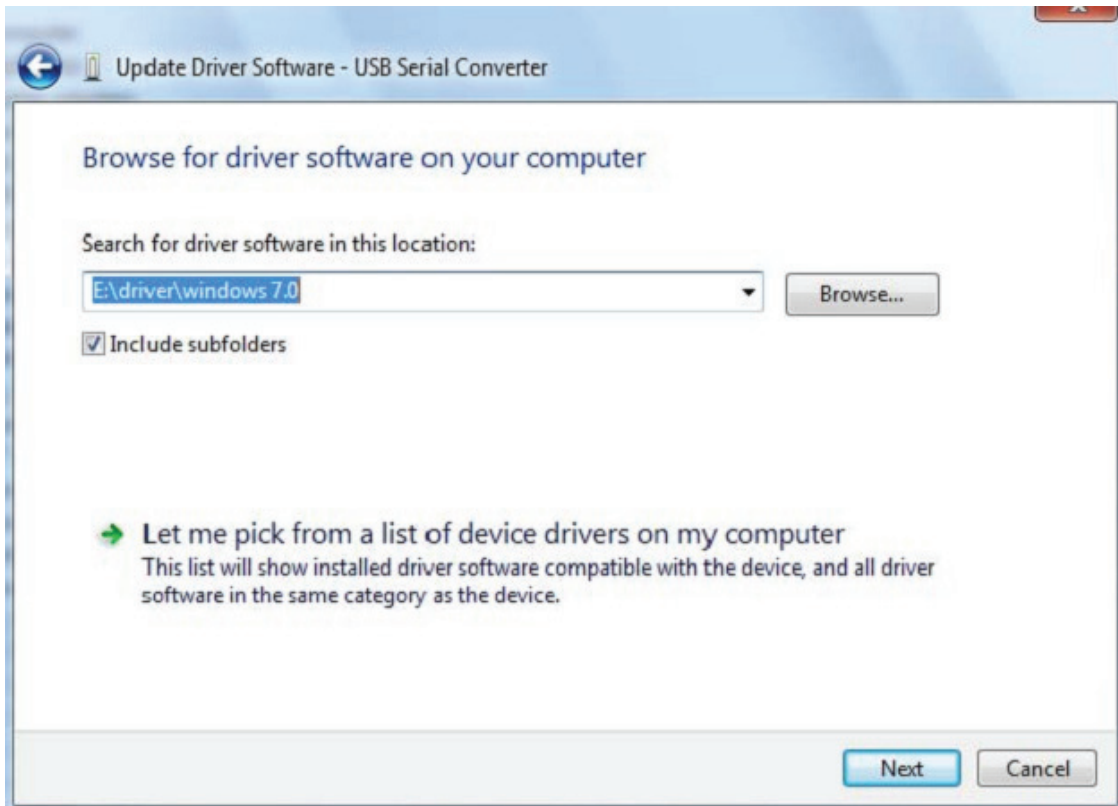 Update Driver Software - USB Serial Converter
Browse for driver software on your computer
Search for driver software in this location:
E:\driver\windows 7.0
Browse...
Include subfolders
Let me pick from a list of device drivers on my computer
This list will show installed driver software compatible with the device, and all driver
software in the same category as the device.
Next
Cancel